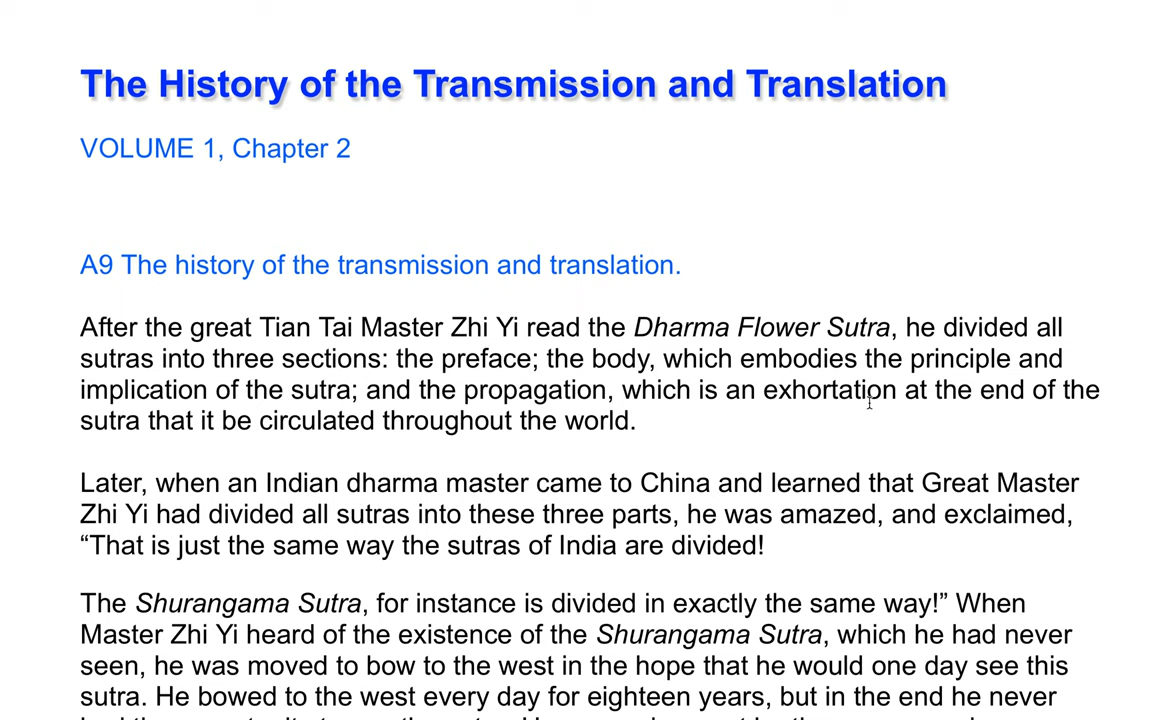 The History of the Transmission and Translation
VOLUME 1, Chapter 2
A9 The history of the transmission and translation.
After the great Tian Tai Master Zhi Yi read the Dharma Flower Sutra, he divided all
sutras into three sections: the preface; the body, which embodies the principle and
implication of the sutra; and the propagation, which is an exhortation at the end of the
sutra that it be circulated throughout the world.
Later, when an Indian dharma master came to China and learned that Great Master
Zhi Yi had divided all sutras into these three parts, he was amazed, and exclaimed,
“That is just the same way the sutras of India are divided!
The Shurangama Sutra, for instance is divided in exactly the same way!” When
Master Zhi Yi heard of the existence of the Shurangama Sutra, which he had never
seen, he was moved to bow to the west in the hope that he would one day see this
sutra. He bowed to the west every day for eighteen years, but in the end he never